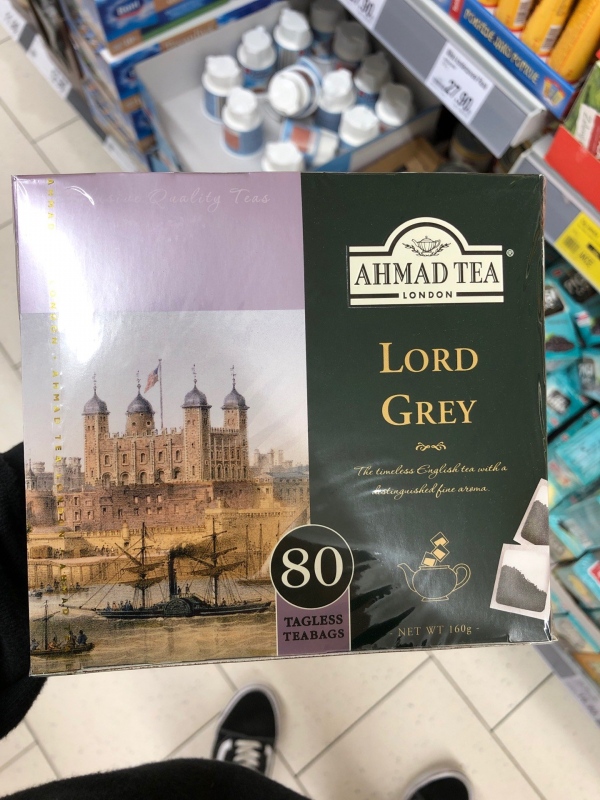 27.90
Quality Teas
AHMAD TEA®
LONDON
LORD
GREY
The timeless English tea with a
distinguished fine aroma.
80
TAGLESS
TEABAGS
- NET WT 160g -